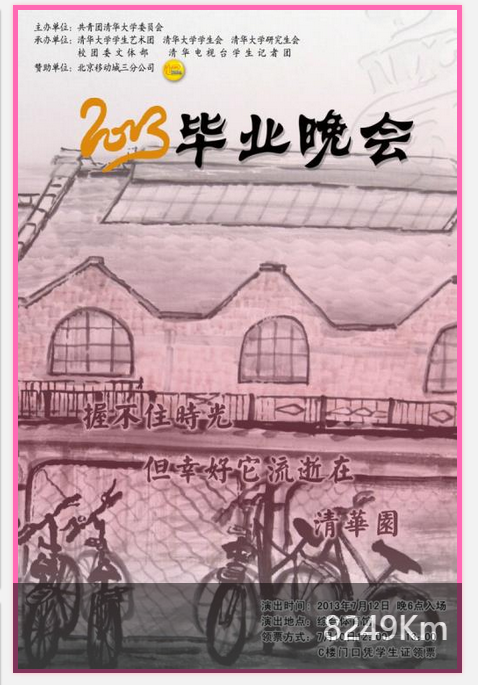 主办单位：共青团清华大学委员会
承办单位：清华大学学生艺术团 清华大学学生会 清华大学研究生会
校团委文体部 清华电视台学生记者团
赞助单位：北京移动城三分公司
2013毕业晚会
握不住時光
但幸好它流逝在
清華園
演出时间：2013年7月12日 晚6点入场
演出地点：
领票方式：
8249Km
C楼门口凭学生证领票